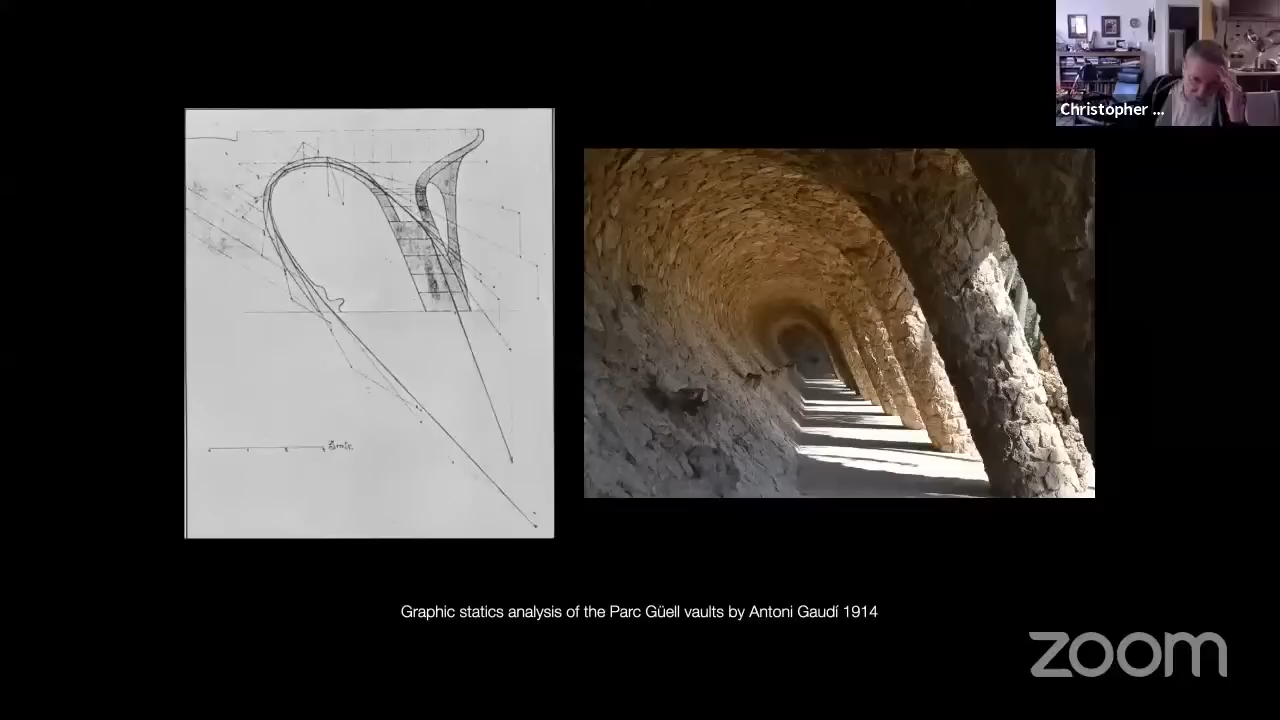 Christopher ...
Graphic statics analysis of the Parc Güell vaults by Antoni Gaudí 1914
zoom